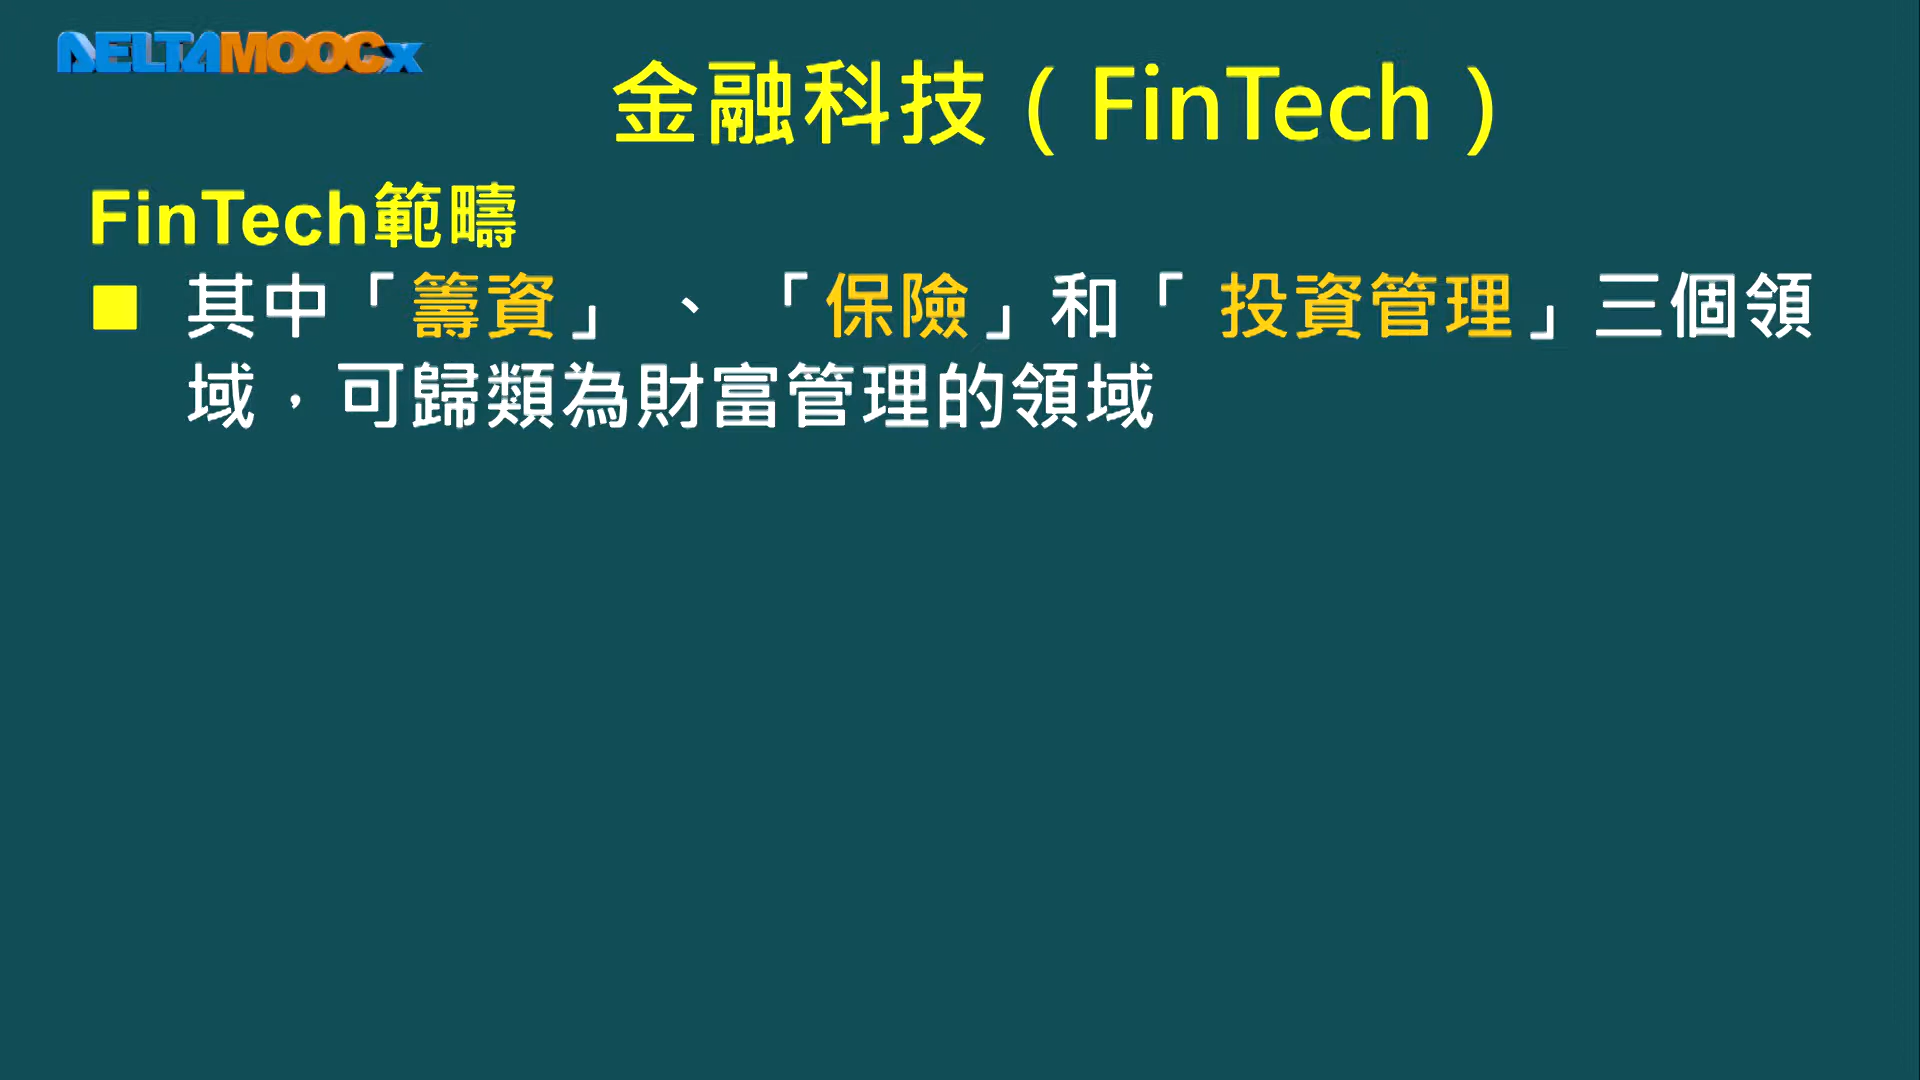 DELTAMOOCx
金融科技（FinTech）
FinTech範疇
■ 其中「籌資」、「保險」和「投資管理」三個領
域，可歸類為財富管理的領域